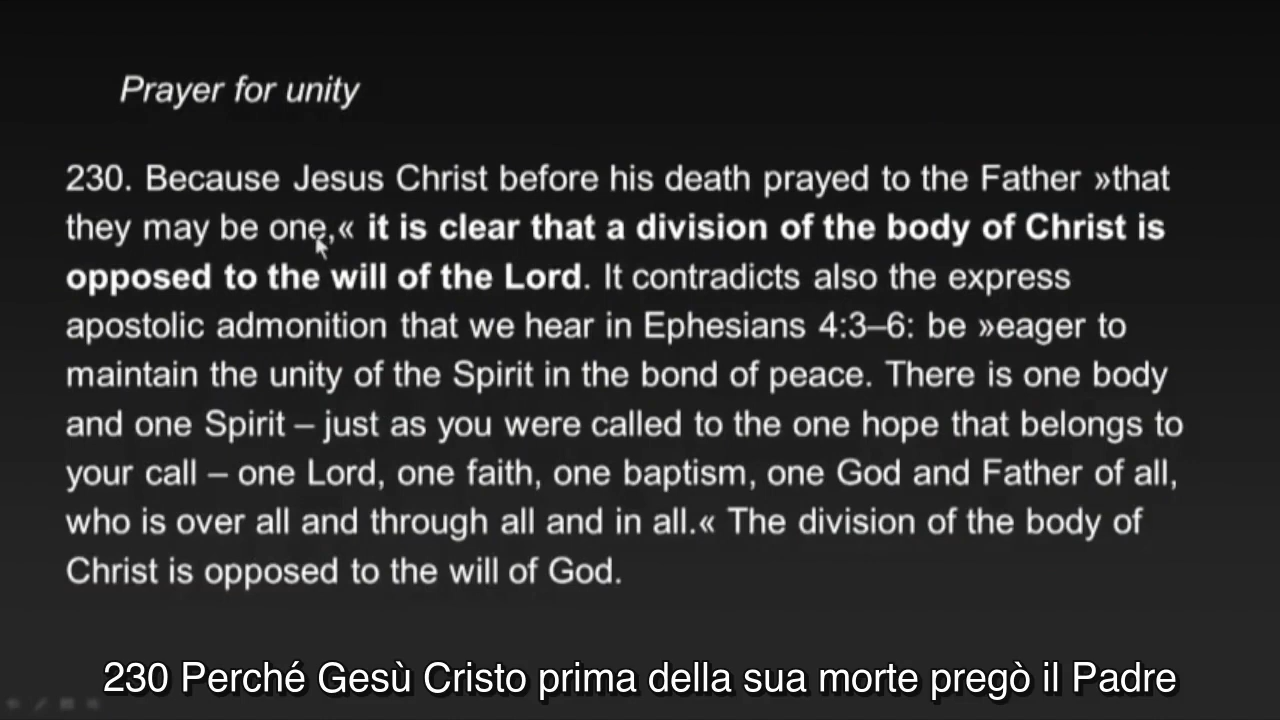 Prayer for unity
230. Because Jesus Christ before his death prayed to the Father »that
they may be one,« it is clear that a division of the body of Christ is
opposed to the will of the Lord. It contradicts also the express
apostolic admonition that we hear in Ephesians 4:3–6: be »eager to
maintain the unity of the Spirit in the bond of peace. There is one body
and one Spirit – just as you were called to the one hope that belongs to
your call – one Lord, one faith, one baptism, one God and Father of all,
who is over all and through all and in all.« The division of the body of
Christ is opposed to the will of God.
230 Perché Gesù Cristo prima della sua morte pregò il Padre